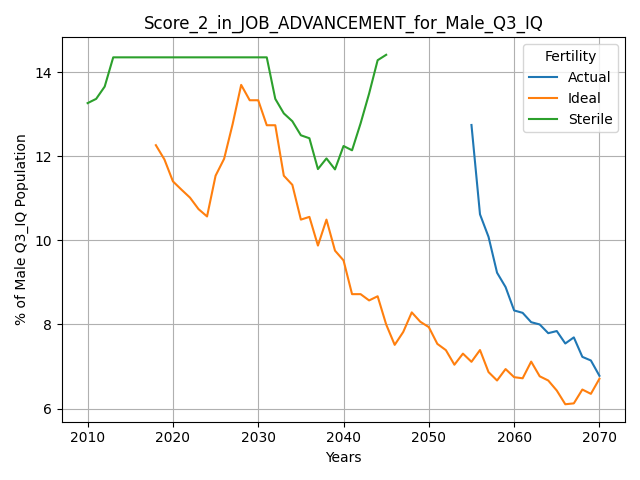 Score_2_in_JOB_ADVANCEMENT_for_Male_Q3_IQ
Fertility
Actual
Ideal
Sterile
% of Male Q3_IQ Population
14
12
10
8
6
2010 2020 2030 2040 2050 2060 2070
Years